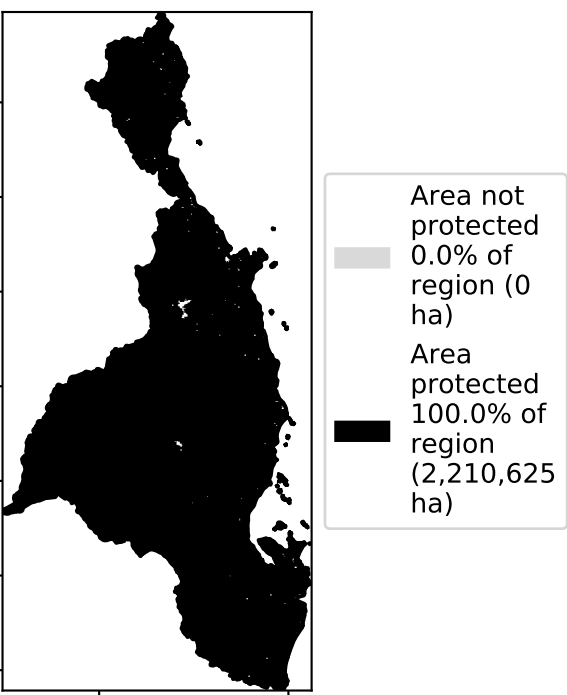 Area not
protected
0.0% of
region (0
ha)
Area
protected
100.0% of
region
(2,210,625
ha)